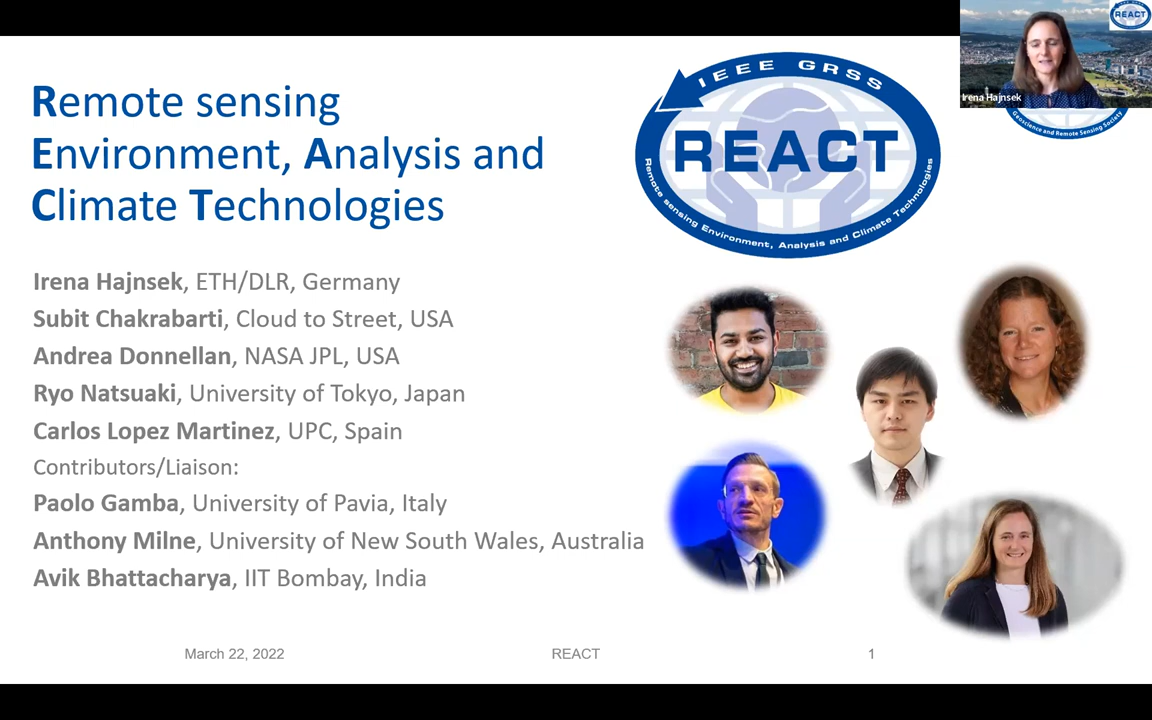 Remote sensing
Environment, Analysis and
Climate Technologies
IEEE GRSS
REACT
Remote sensing Environment, Analysis and Climate Technologies
REACT
Irena Hajnsek
Geoscience and Remote Sensing Society
Irena Hajnsek, ETH/DLR, Germany
Subit Chakrabarti, Cloud to Street, USA
Andrea Donnellan, NASA JPL, USA
Ryo Natsuaki, University of Tokyo, Japan
Carlos Lopez Martinez, UPC, Spain
Contributors/Liaison:
Paolo Gamba, University of Pavia, Italy
Anthony Milne, University of New South Wales, Australia
Avik Bhattacharya, IIT Bombay, India
March 22, 2022
REACT
1